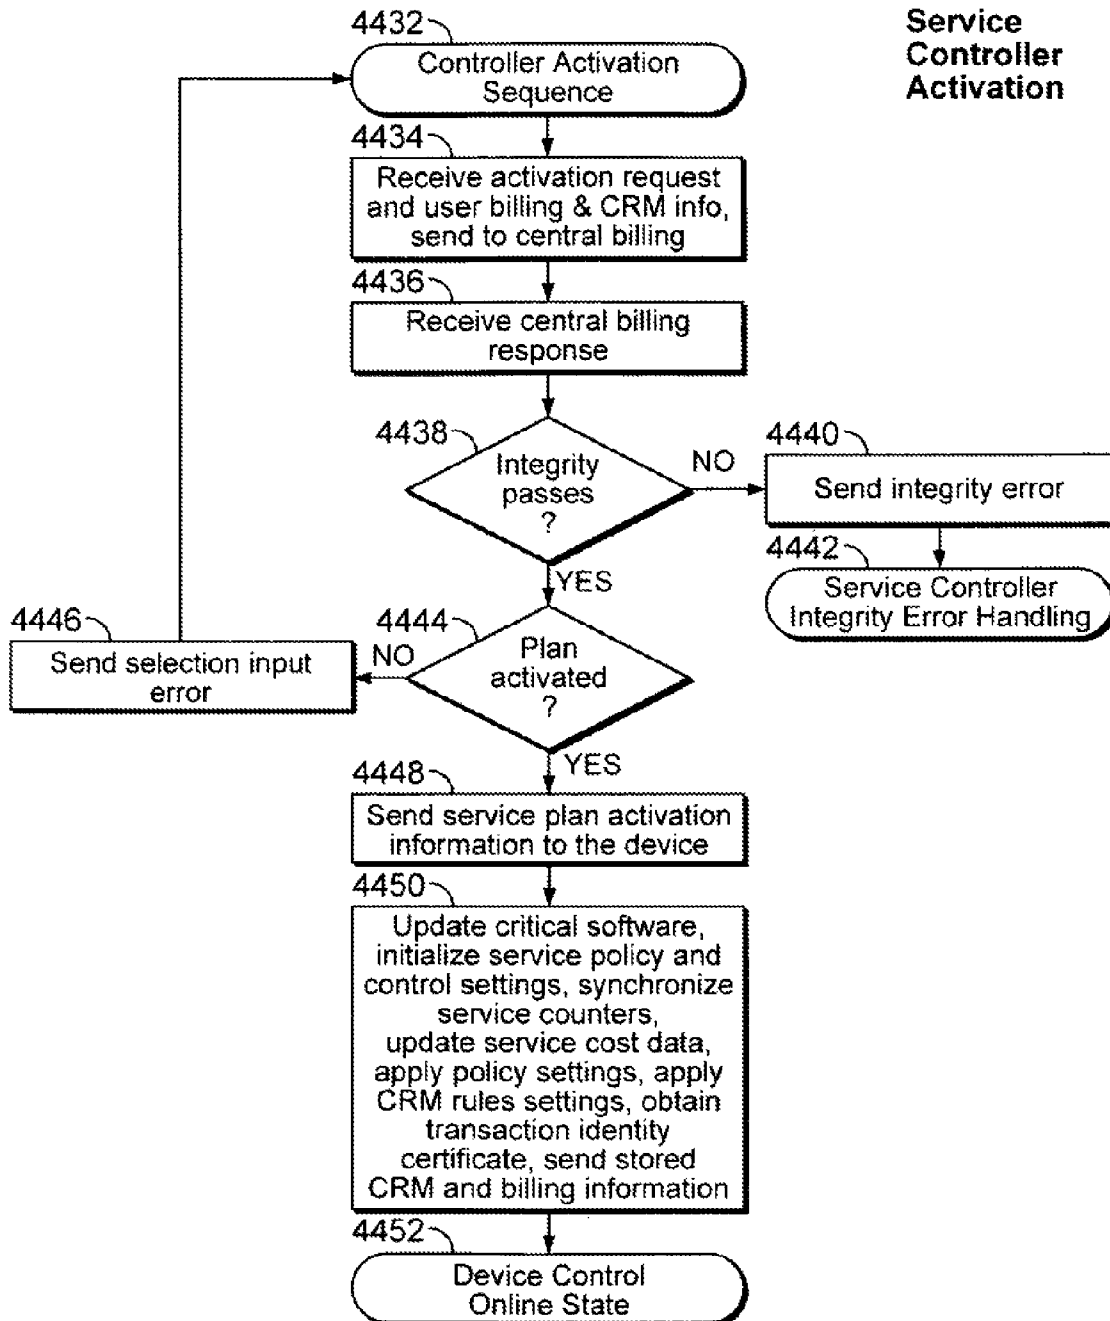 Service
Controller
Activation
4432
Controller Activation
Sequence
4434
Receive activation request
and user billing & CRM info,
send to central billing
4436
Receive central billing
response
4438
Integrity
passes
?
NO
4440
Send integrity error
4442
Service Controller
Integrity Error Handling
YES
4444
Plan
activated
?
NO
4446
Send selection input
error
YES
4448
Send service plan activation
information to the device
4450
Update critical software,
initialize service policy and
control settings, synchronize
service counters,
update service cost data,
apply policy settings, apply
CRM rules settings, obtain
transaction identity
certificate, send stored
CRM and billing information
4452
Device Control
Online State